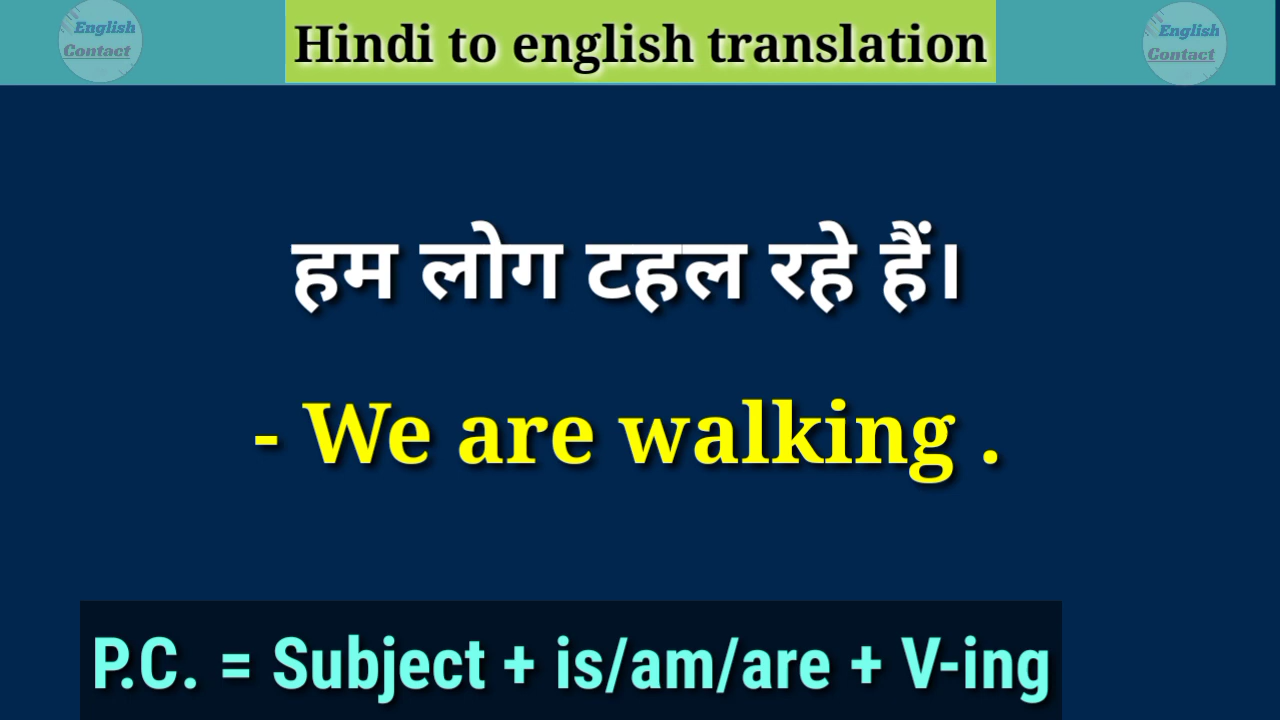 English
Contact
Hindi to english translation
English
Contact
हम लोग टहल रहे हैं।
- We are walking .
P.C. = Subject + is/am/are + V-ing